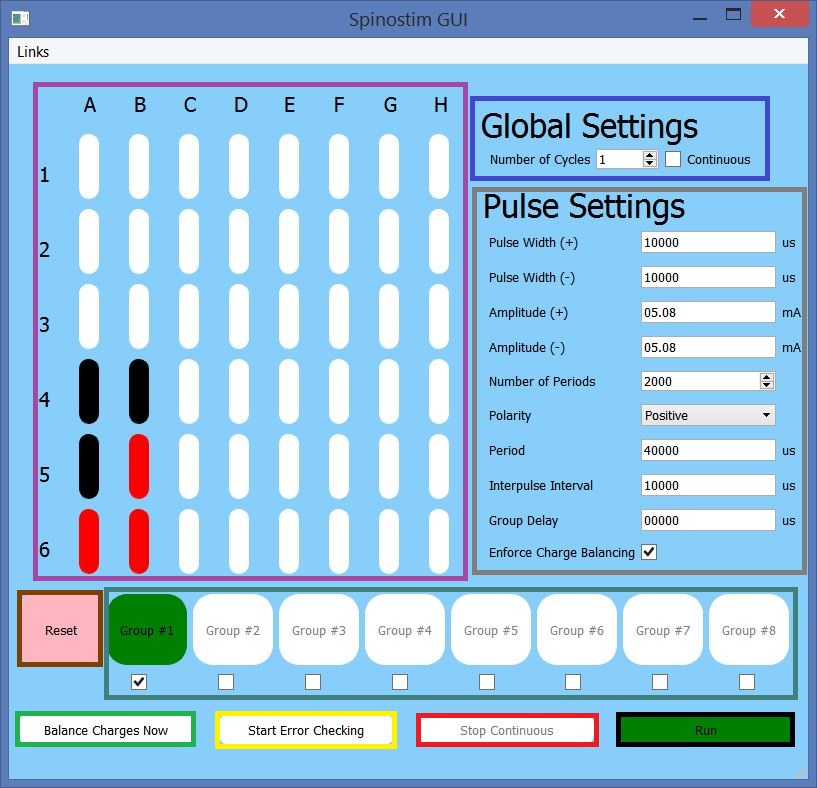 Spinostim GUI
Links
A B C D E F G H
1
2
3
4
5
6
Global Settings
Number of Cycles 1 Continuous
Pulse Settings
Pulse Width (+) 10000 us
Pulse Width (-) 10000 us
Amplitude (+) 05.08 mA
Amplitude (-) 05.08 mA
Number of Periods 2000
Polarity Positive
Period 40000 us
Interpulse Interval 10000 us
Group Delay 00000 us
Enforce Charge Balancing
Reset Group #1 Group #2 Group #3 Group #4 Group #5 Group #6 Group #7 Group #8
Balance Charges Now Start Error Checking Stop Continuous Run